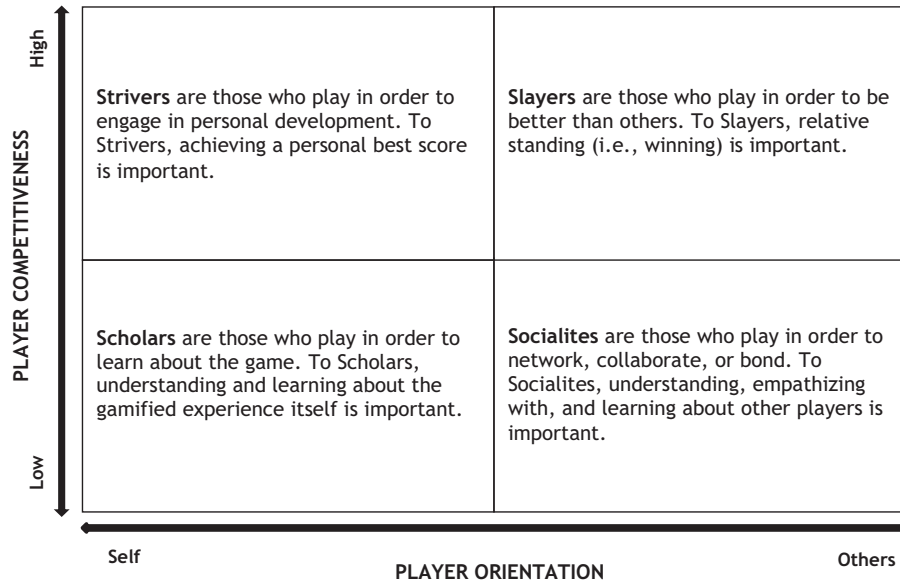 High
Strivers are those who play in order to
engage in personal development. To
Strivers, achieving a personal best score
is important.
Slayers are those who play in order to be
better than others. To Slayers, relative
standing (i.e., winning) is important.
PLAYER COMPETITIVENESS
Scholars are those who play in order to
learn about the game. To Scholars,
understanding and learning about the
gamified experience itself is important.
Socialites are those who play in order to
network, collaborate, or bond. To
Socialites, understanding, empathizing
with, and learning about other players is
important.
Low
Self
PLAYER ORIENTATION
Others